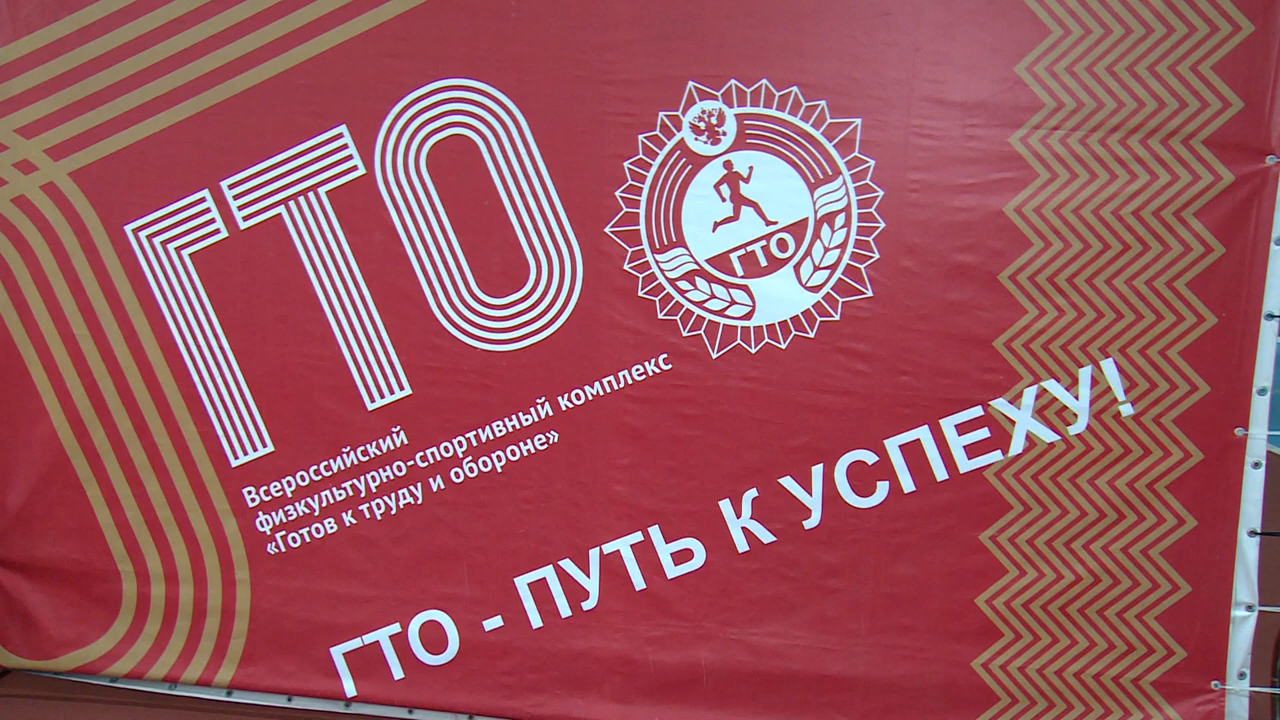 ГТО
ГТО
Всероссийский
физкультурно-спортивный комплекс
«Готов к труду и обороне»
ГТО - ПУТЬ К УСПЕХУ!